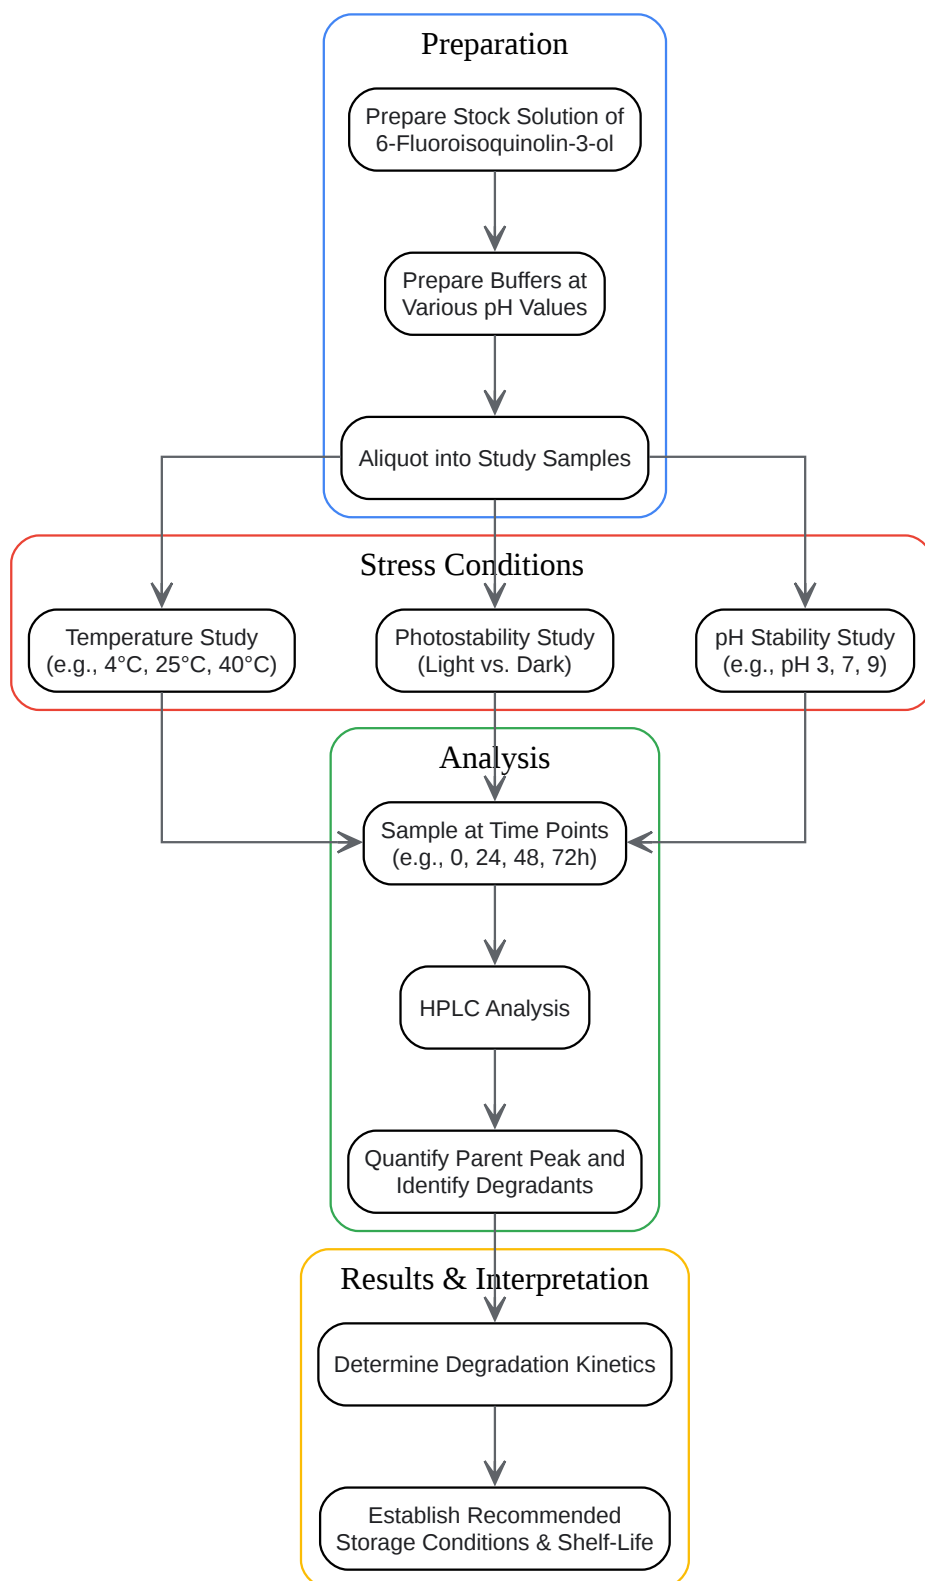 Preparation
Prepare Stock Solution of
6-Fluoroisoquinolin-3-ol
Prepare Buffers at
Various pH Values
Aliquot into Study Samples
Stress Conditions
Temperature Study
(e.g., 4°C, 25°C, 40°C)
Photostability Study
(Light vs. Dark)
pH Stability Study
(e.g., pH 3, 7, 9)
Analysis
Sample at Time Points
(e.g., 0, 24, 48, 72h)
HPLC Analysis
Quantify Parent Peak and
Identify Degradants
Results & Interpretation
Determine Degradation Kinetics
Establish Recommended
Storage Conditions & Shelf-Life